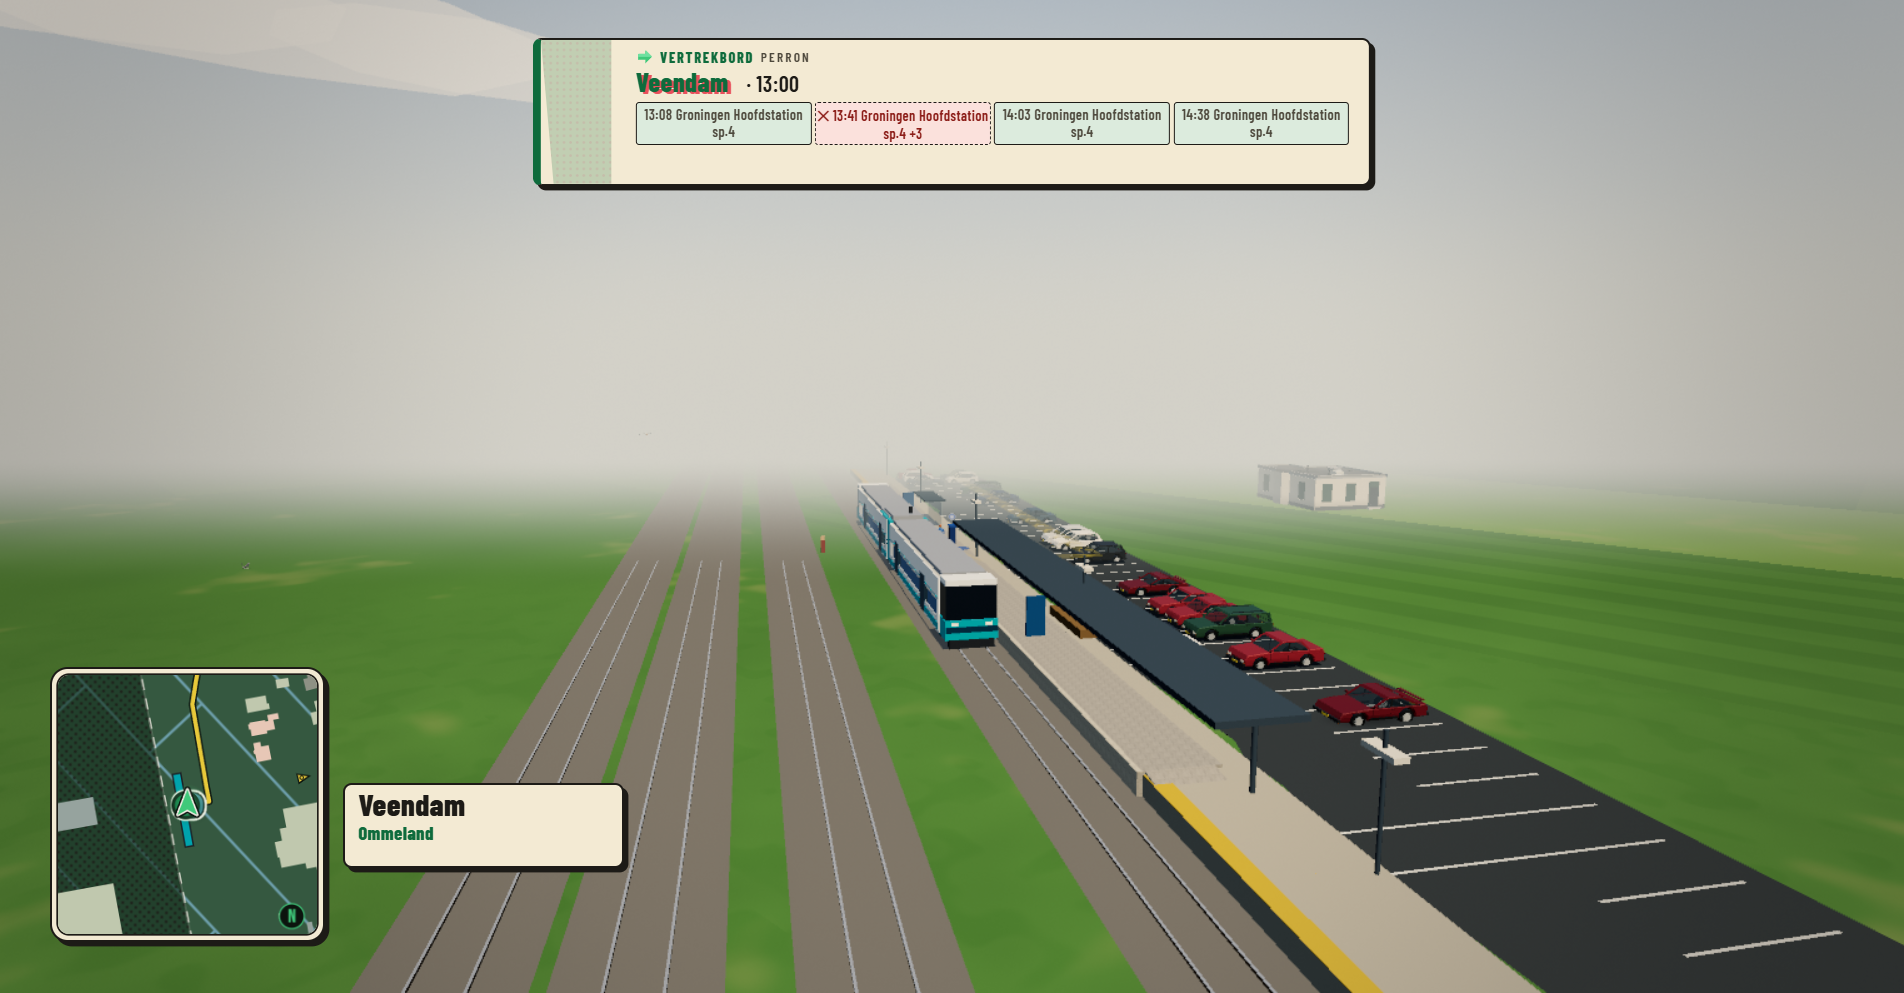 VERTREKBORD PERRON
Veendam · 13:00
13:08 Groningen Hoofdstation
sp.4
13:41 Groningen Hoofdstation
sp.4 +3
14:03 Groningen Hoofdstation
sp.4
14:38 Groningen Hoofdstation
sp.4
Veendam
Ommeland
N